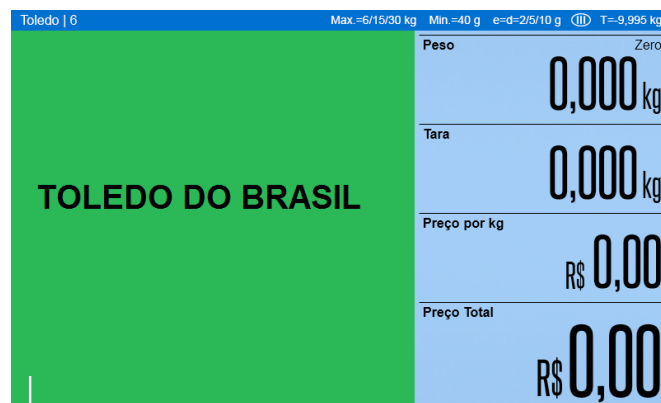 Toledo | 6
Max.=6/15/30 kg Min.=40 g e=d=2/5/10 g III T=-9,995 kg
Peso
Zero
0,000 kg
Tara
0,000 kg
TOLEDO DO BRASIL
Preço por kg
R$ 0,00
Preço Total
R$ 0,00